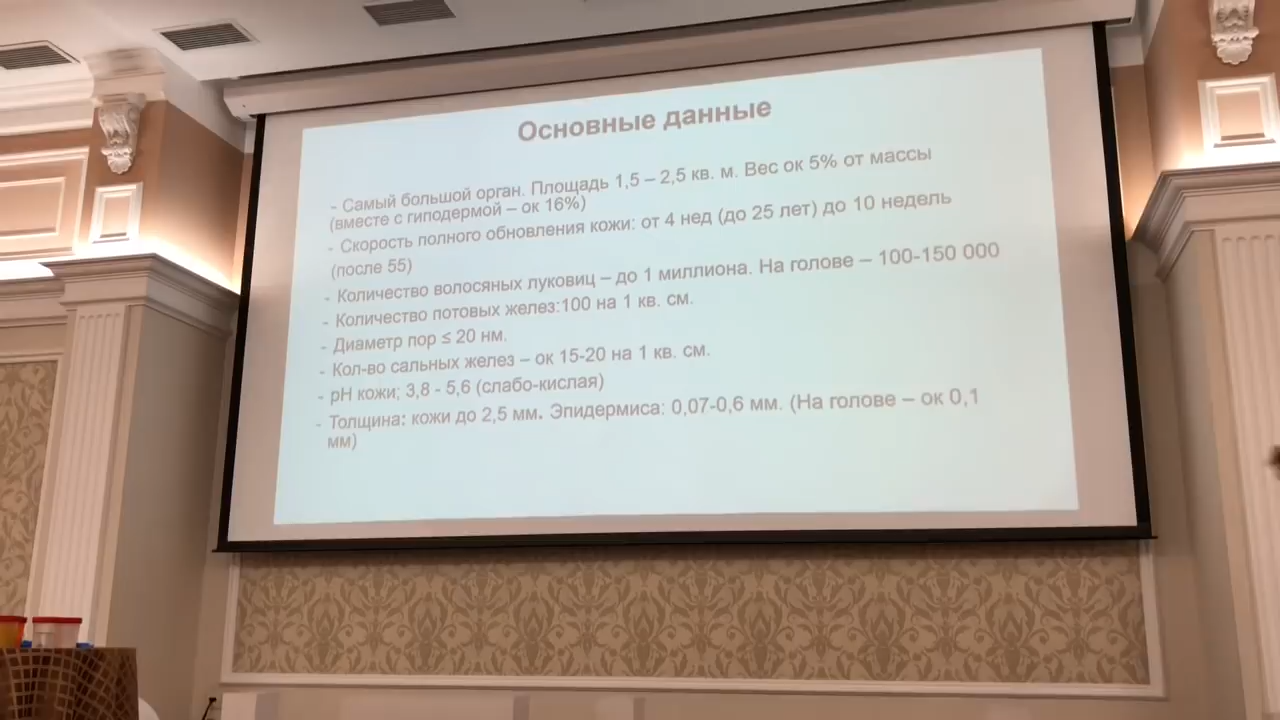 Основные данные
- Самый большой орган. Площадь 1,5 – 2,5 кв. м. Вес ок 5% от массы
(вместе с гиподермой – ок 16%)
- Скорость полного обновления кожи: от 4 нед (до 25 лет) до 10 недель
(после 55)
- Количество волосяных луковиц – до 1 миллиона. На голове – 100-150 000
- Количество потовых желез:100 на 1 кв. см.
- Диаметр пор ≤ 20 нм.
- Кол-во сальных желез – ок 15-20 на 1 кв. см.
- pH кожи; 3,8 - 5,6 (слабо-кислая)
- Толщина: кожи до 2,5 мм. Эпидермиса: 0,07-0,6 мм. (На голове – ок 0,1
мм)